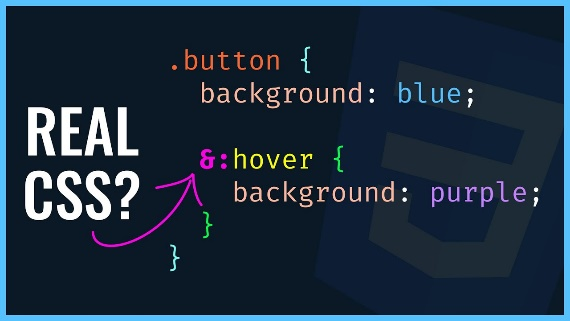 REAL
CSS?
.button {
background: blue;
&:hover {
background: purple;
}
}